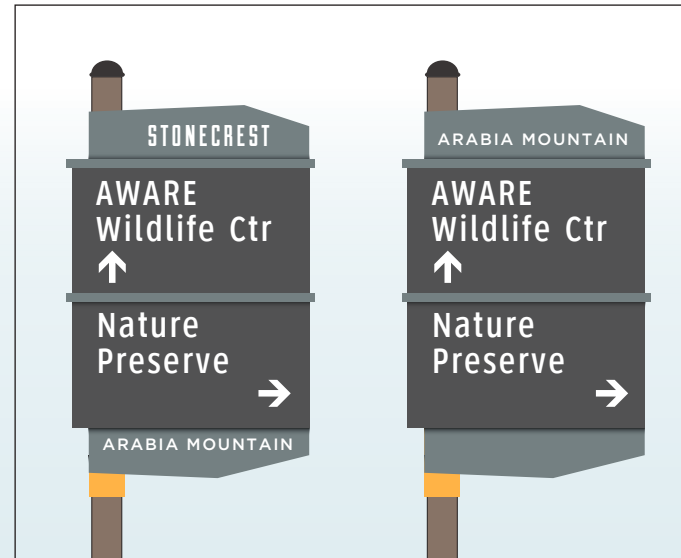 STONECREST
AWARE
Wildlife Ctr
Nature
Preserve
ARABIA MOUNTAIN
ARABIA MOUNTAIN
AWARE
Wildlife Ctr
Nature
Preserve